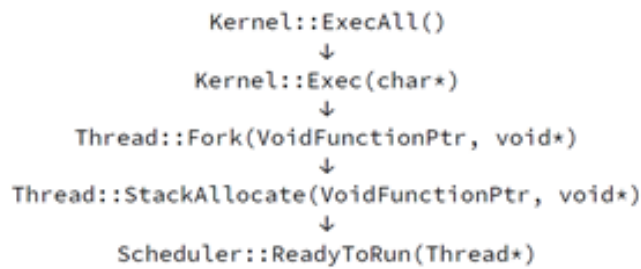 Kernel::ExecAll()
↓
Kernel::Exec(char*)
↓
Thread::Fork(VoidFunctionPtr, void*)
↓
Thread::StackAllocate(VoidFunctionPtr, void*)
↓
Scheduler::ReadyToRun(Thread*)